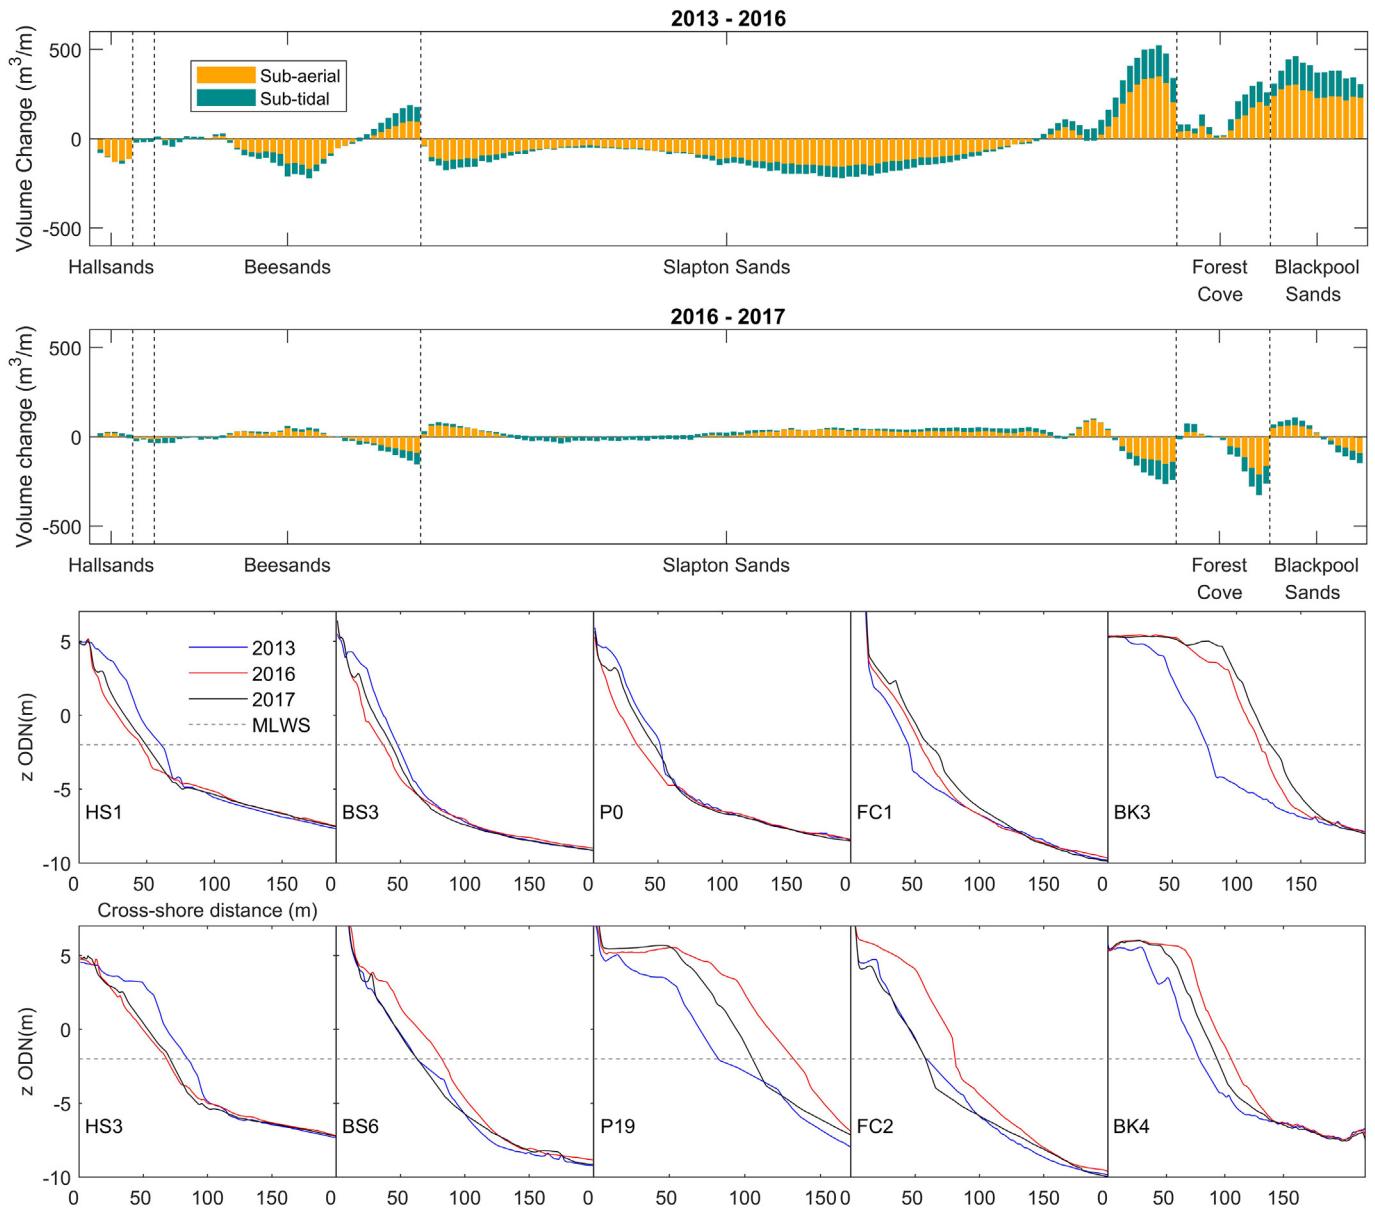 2013 - 2016
Volume Change (m³/m)
500
0
-500
Sub-aerial
Sub-tidal
Hallsands Beesands Slapton Sands Forest Cove Blackpool Sands
2016 - 2017
Volume change (m³/m)
500
0
-500
Hallsands Beesands Slapton Sands Forest Cove Blackpool Sands
z ODN(m)
5
0
-5
-10
2013
2016
2017
MLWS
HS1 BS3 P0 FC1 BK3
0 50 100 150 0 50 100 150 0 50 100 150 0 50 100 150 0 50 100 150
Cross-shore distance (m)
z ODN(m)
5
0
-5
-10
HS3 BS6 P19 FC2 BK4
0 50 100 150 0 50 100 150 0 50 100 150 0 50 100 150 0 50 100 150